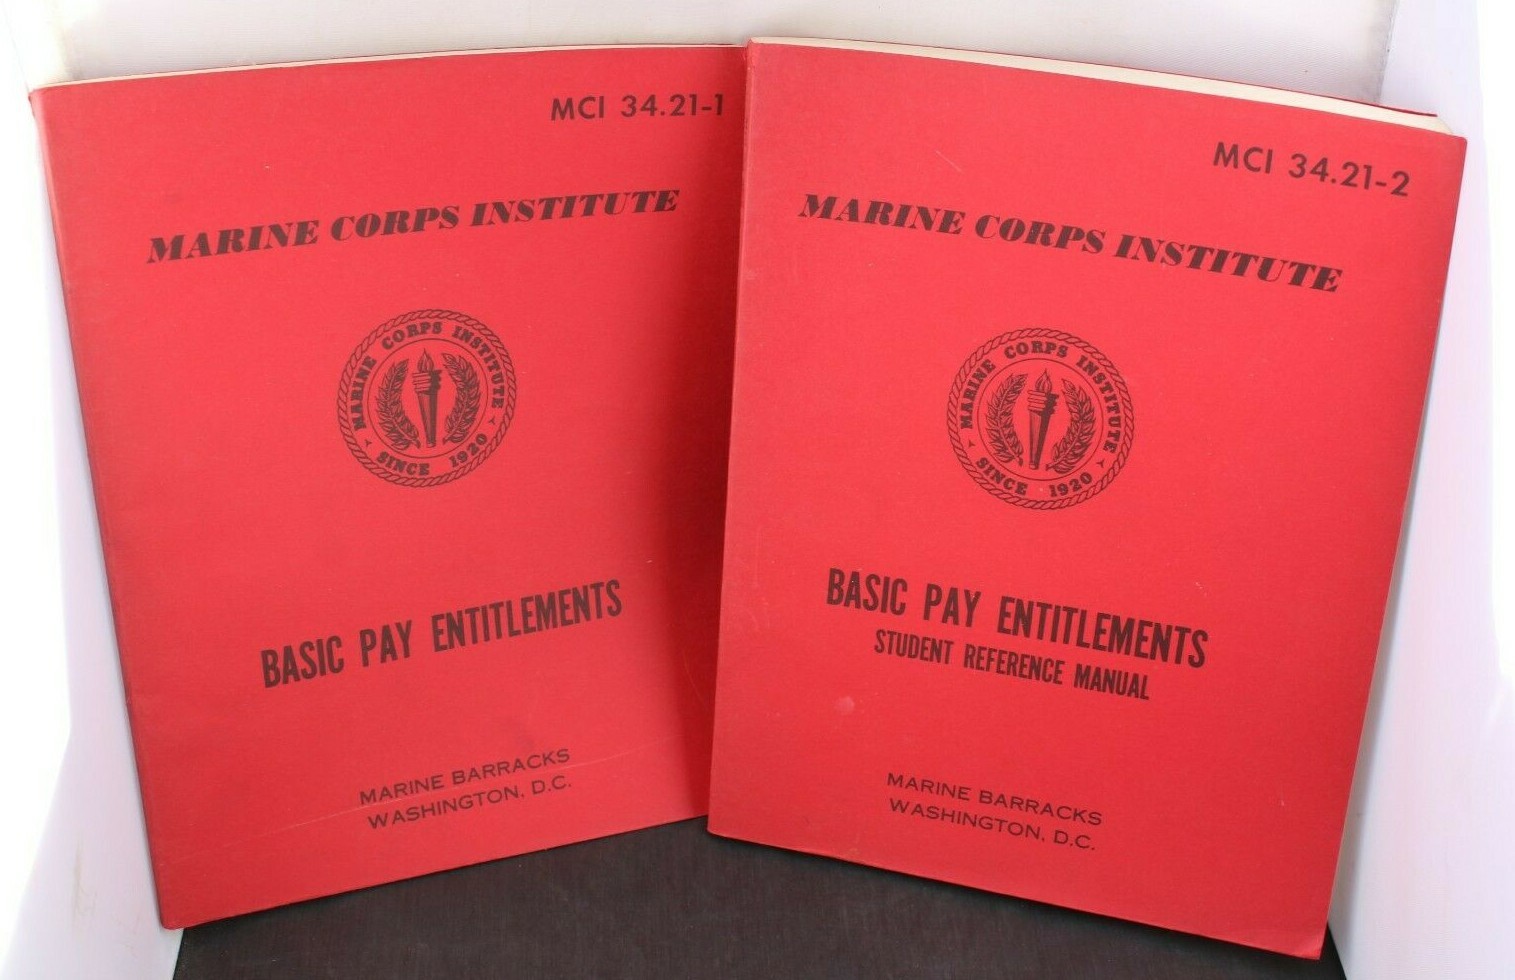 MCI 34.21-1
MARINE CORPS INSTITUTE
MARINE CORPS INSTITUTE
SINCE 1920
BASIC PAY ENTITLEMENTS
MARINE BARRACKS
WASHINGTON, D.C.
MCI 34.21-2
MARINE CORPS INSTITUTE
MARINE CORPS INSTITUTE
SINCE 1920
BASIC PAY ENTITLEMENTS
STUDENT REFERENCE MANUAL
MARINE BARRACKS
WASHINGTON, D.C.